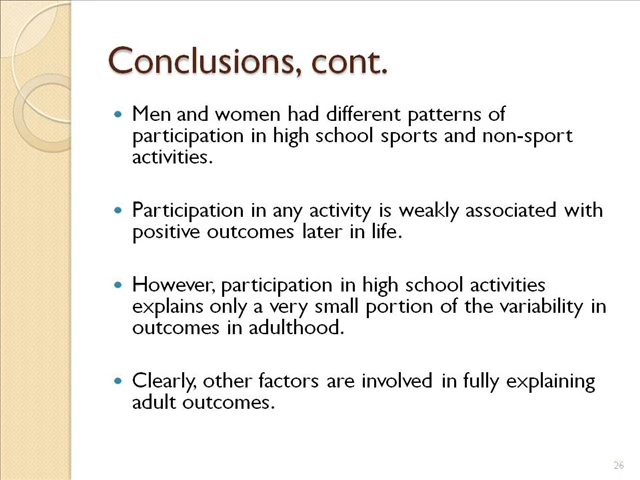 Conclusions, cont.
• Men and women had different patterns of
participation in high school sports and non-sport
activities.
• Participation in any activity is weakly associated with
positive outcomes later in life.
• However, participation in high school activities
explains only a very small portion of the variability in
outcomes in adulthood.
• Clearly, other factors are involved in fully explaining
adult outcomes.
26